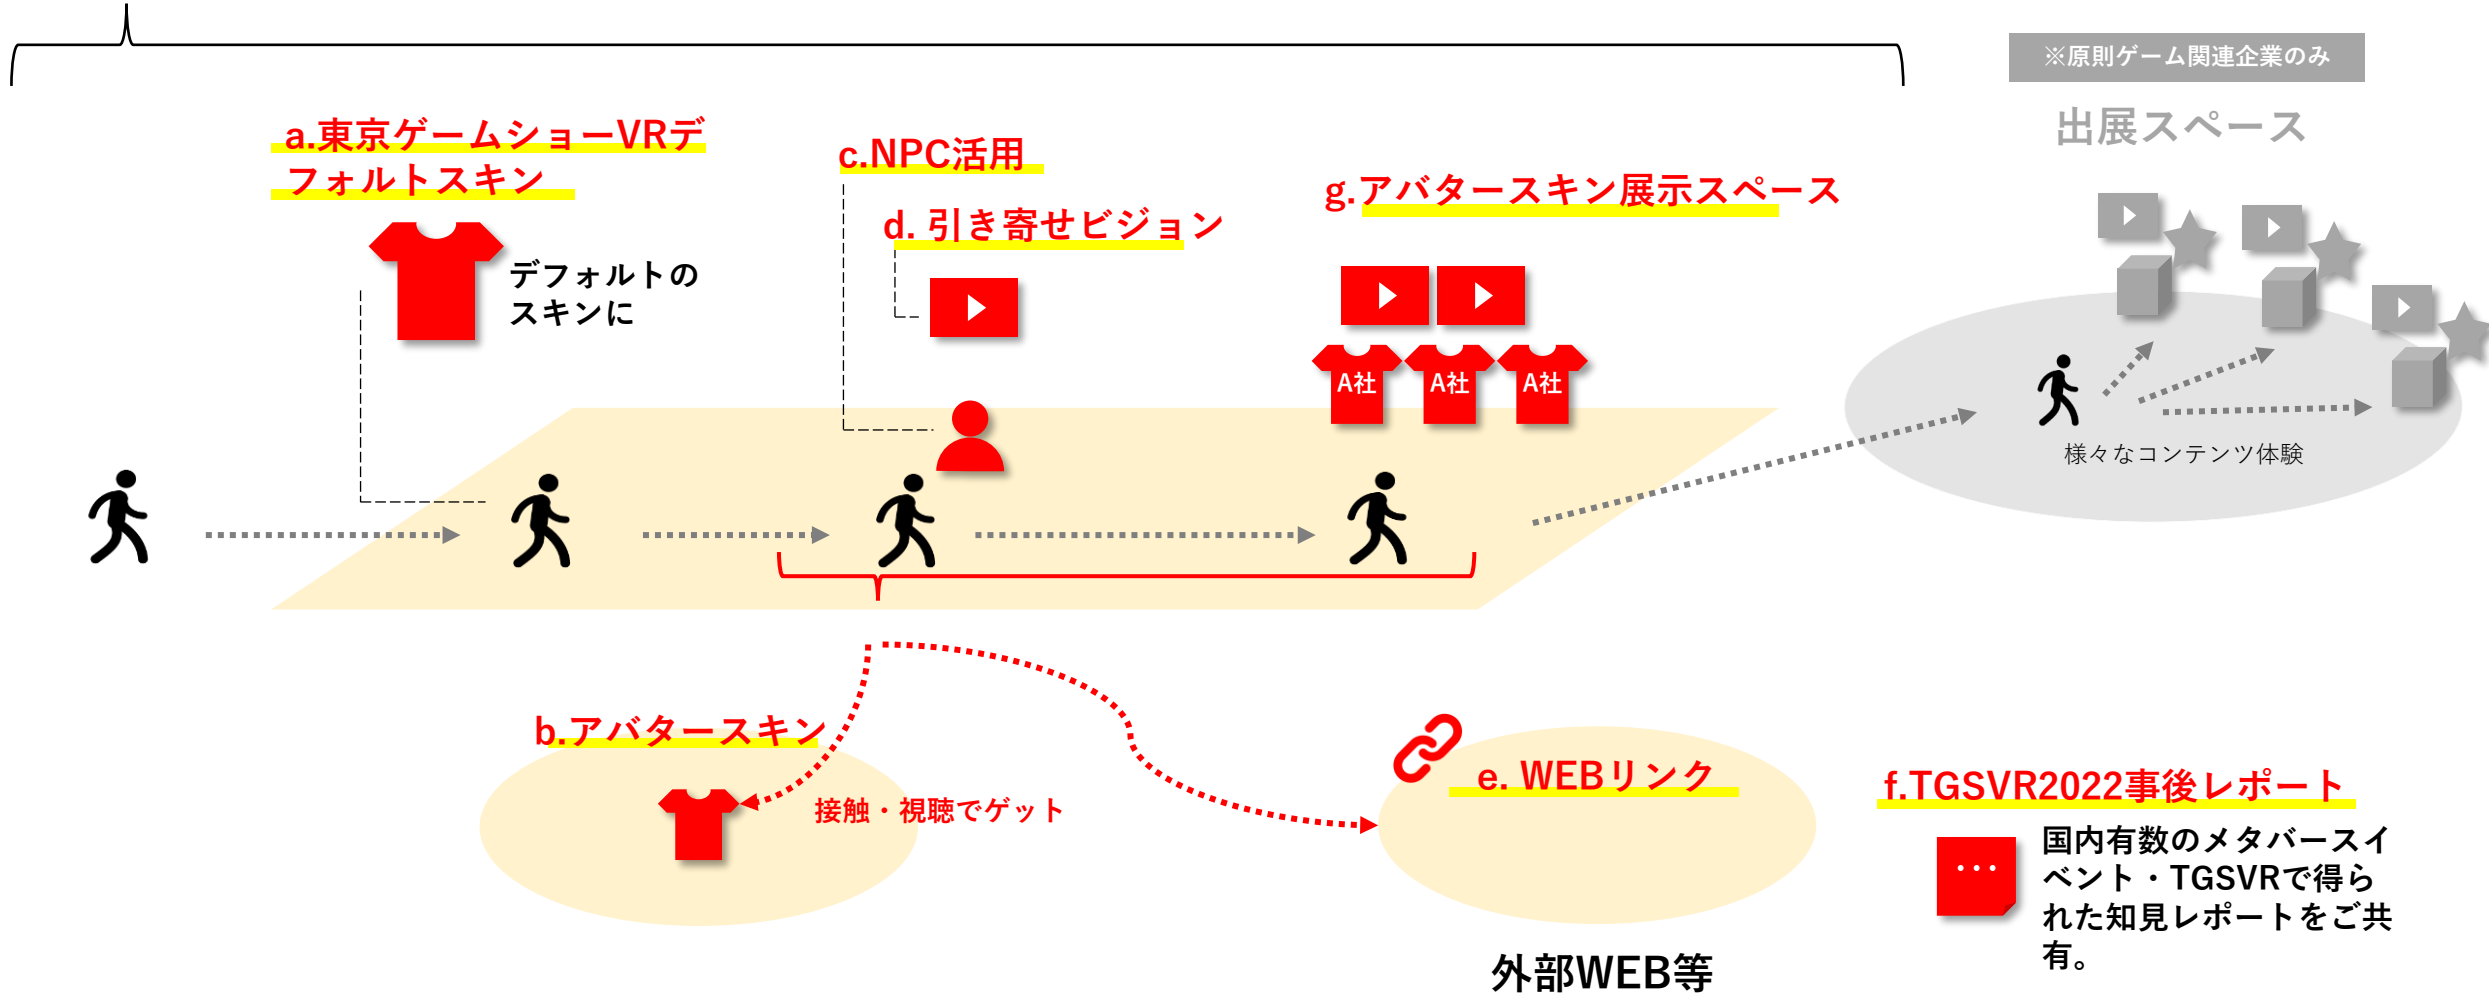 ※原則ゲーム関連企業のみ
出展スペース
a.東京ゲームショーVRデ
フォルトスキン
c.NPC活用
d. 引き寄せビジョン
g.アバタースキン展示スペース
デフォルトの
スキンに
A社
A社
A社
様々なコンテンツ体験
b.アバタースキン
接触・視聴でゲット
e. WEBリンク
外部WEB等
f.TGSVR2022事後レポート
国内有数のメタバースイ
ベント・TGSVRで得ら
れた知見レポートをご共
有。